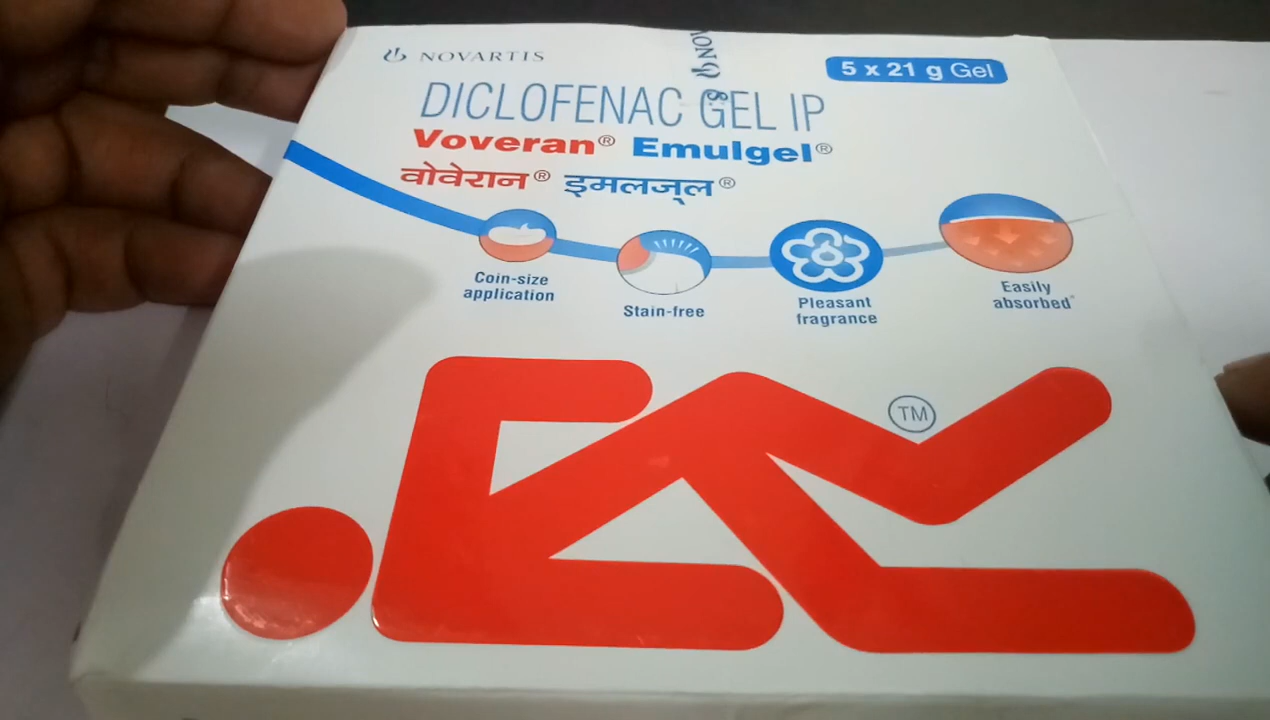 NOVARTIS
NOV
5 x 21 g Gel
DICLOFENAC GEL IP
Voveran® Emulgel®
वोवेरान® इमलज्ल®
Coin-size
application
Stain-free
Pleasant
fragrance
Easily
absorbed*
TM